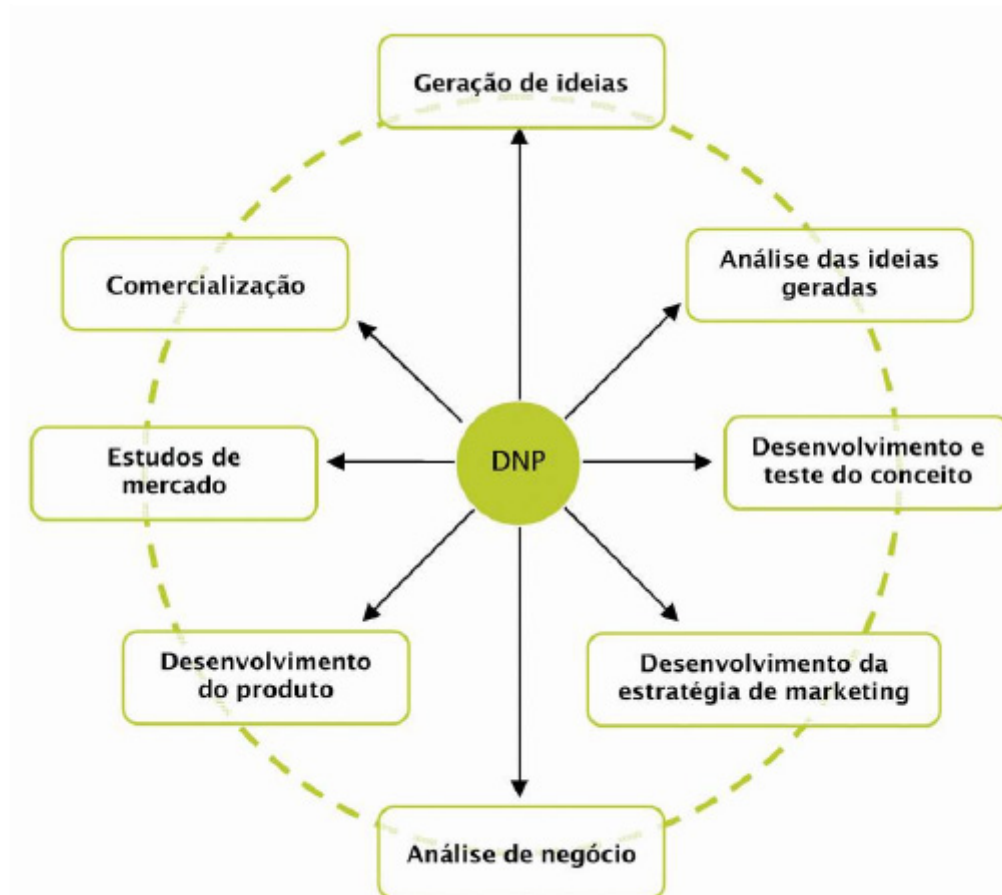 Geração de ideias
Análise das ideias
geradas
Comercialização
Estudos de
mercado
DNP
Desenvolvimento e
teste do conceito
Desenvolvimento
do produto
Desenvolvimento da
estratégia de marketing
Análise de negócio